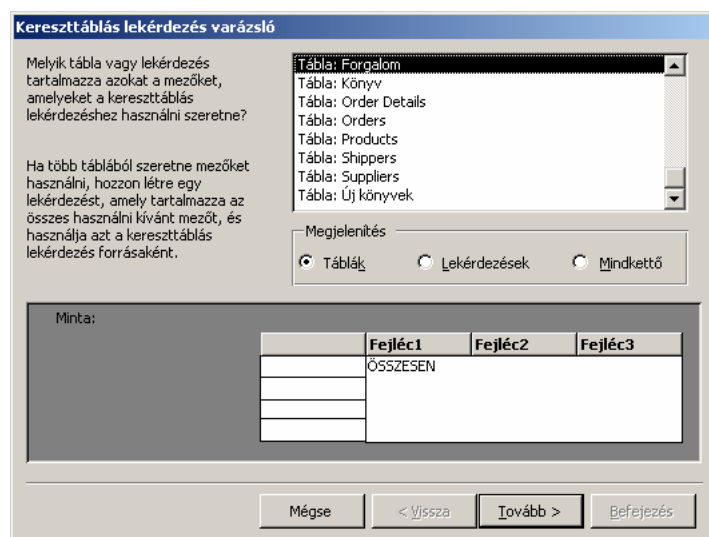 Kereszttáblás lekérdezés varázsló
Melyik tábla vagy lekérdezés
tartalmazza azokat a mezőket,
amelyeket a kereszttáblás
lekérdezéshez használni szeretne?
Ha több táblából szeretne mezőket
használni, hozzon létre egy
lekérdezést, amely tartalmazza az
összes használni kívánt mezőt, és
használja azt a kereszttáblás
lekérdezés forrásaként.
Tábla: Forgalom
Tábla: Könyv
Tábla: Order Details
Tábla: Orders
Tábla: Products
Tábla: Shippers
Tábla: Suppliers
Tábla: Új könyvek
Megjelenítés
Táblák Lekérdezések Mindkettő
Minta:
Fejléc1 Fejléc2 Fejléc3
ÖSSZESEN
Mégse < Vissza Tovább > Befejezés